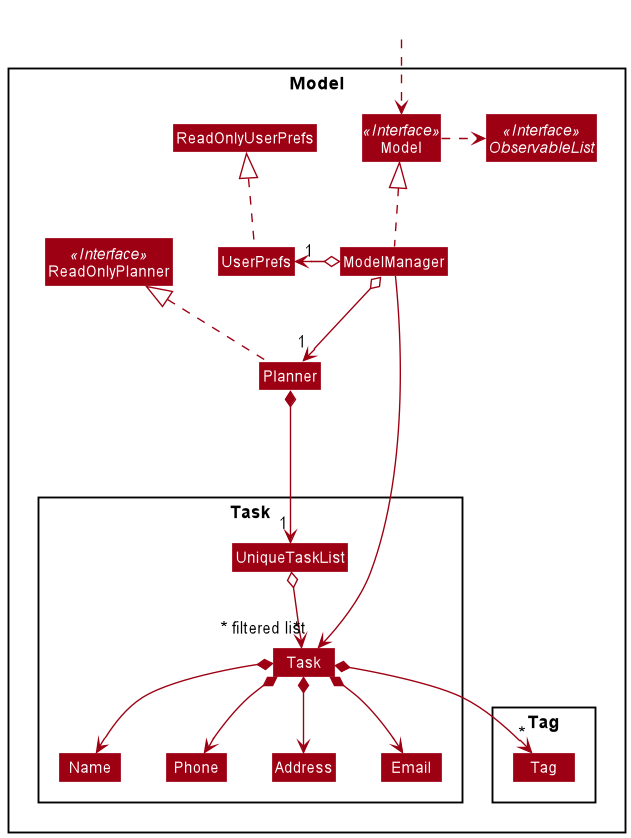 Model
ReadOnlyUserPrefs
«Interface»
Model
«Interface»
ObservableList
«Interface»
ReadOnlyPlanner
UserPrefs
1
ModelManager
1
Planner
Task
1
UniqueTaskList
* filtered list
*
Task
Tag
*
Name
Phone
Address
Email
Tag